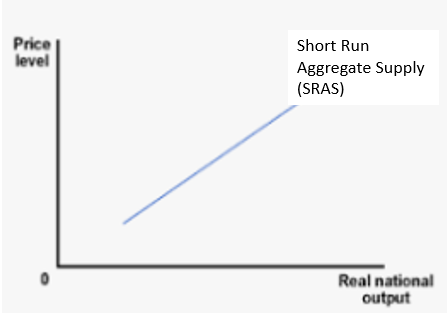 Price
level
Short Run
Aggregate Supply
(SRAS)
0
Real national
output